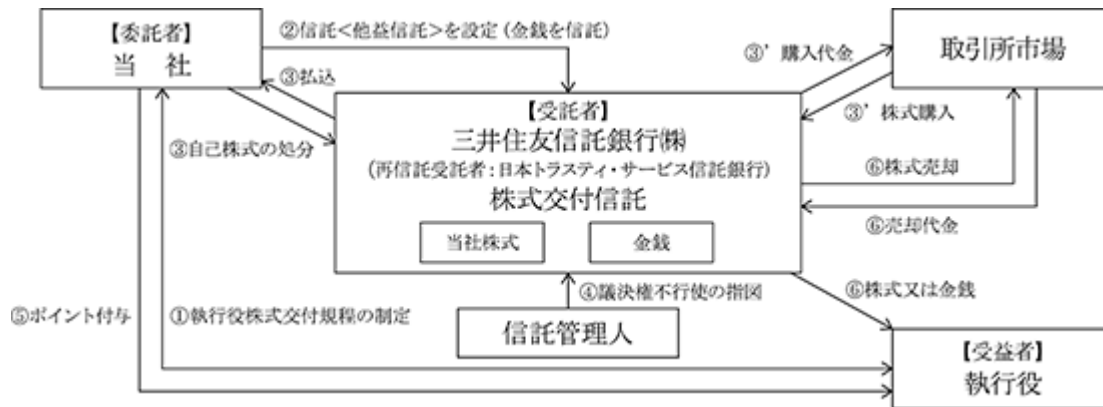 【委託者】
当　社
②信託<他益信託>を設定 (金銭を信託)
③払込
③自己株式の処分
【受託者】
三井住友信託銀行㈱
(再信託受託者：日本トラスティ・サービス信託銀行)
株式交付信託
当社株式
金銭
③’ 購入代金
取引所市場
③’ 株式購入
⑥株式売却
⑥売却代金
④議決権不行使の指図
⑥株式又は金銭
⑤ポイント付与
①執行役株式交付規程の制定
信託管理人
【受益者】
執行役